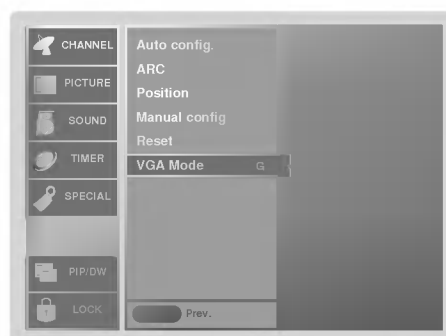 CHANNEL
PICTURE
SOUND
TIMER
SPECIAL
PIP/DW
LOCK
Auto config.
ARC
Position
Manual config
Reset
VGA Mode G
Prev.